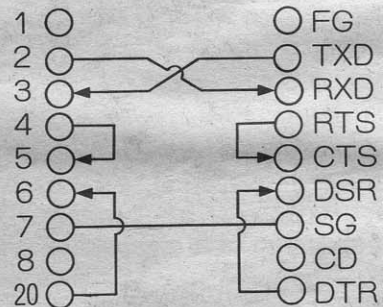 1 FG
2 TXD
3 RXD
4 RTS
5 CTS
6 DSR
7 SG
8 CD
20 DTR